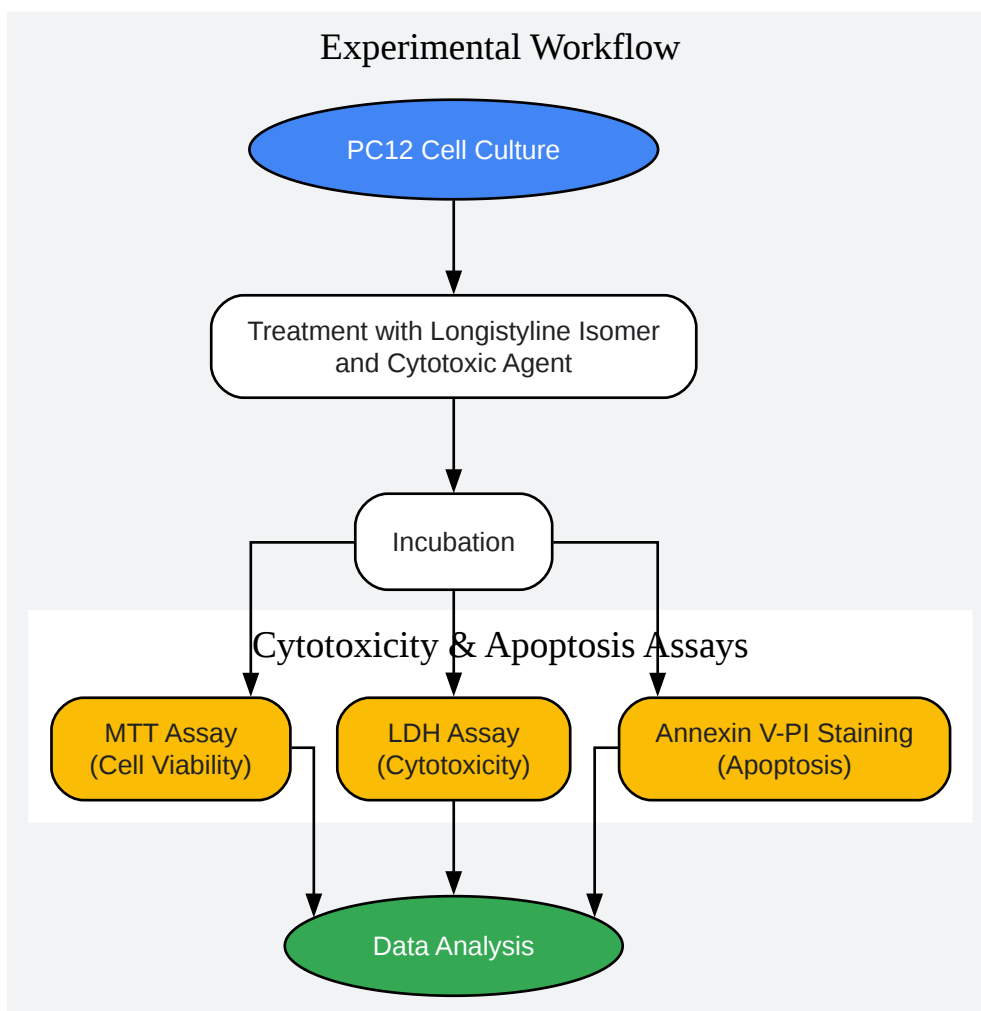 Experimental Workflow
PC12 Cell Culture
Treatment with Longistyline Isomer
and Cytotoxic Agent
Incubation
Cytotoxicity & Apoptosis Assays
MTT Assay
(Cell Viability)
LDH Assay
(Cytotoxicity)
Annexin V-PI Staining
(Apoptosis)
Data Analysis